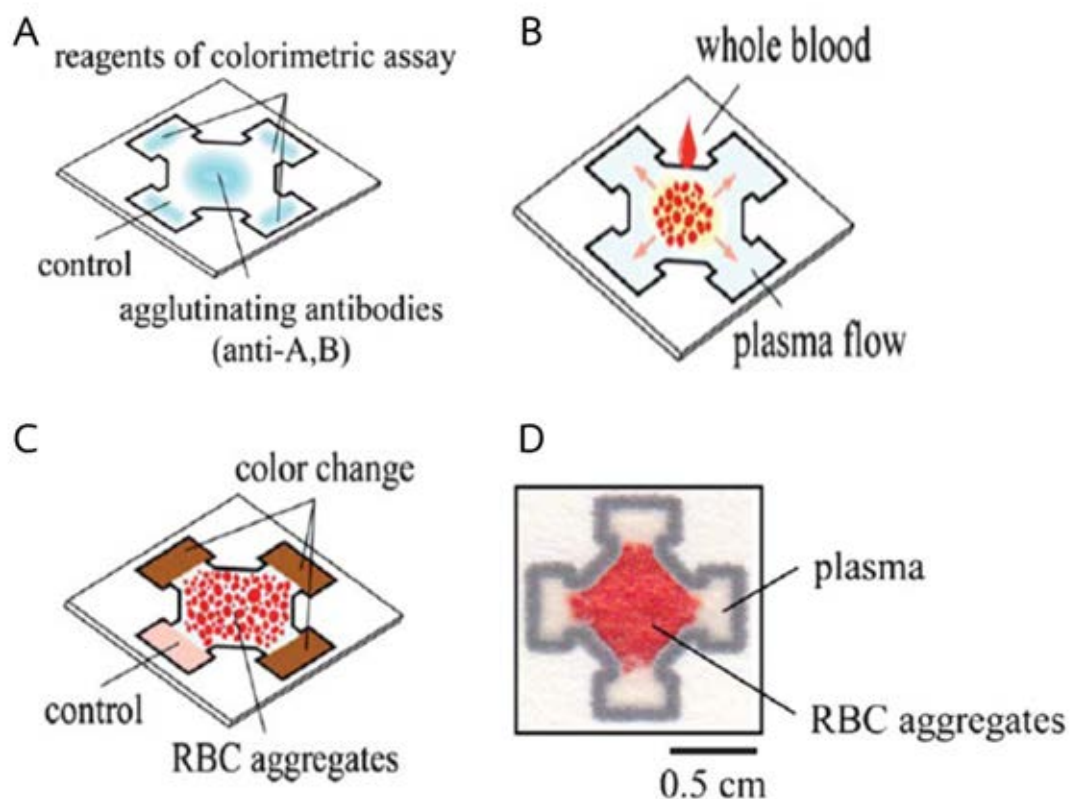 A
reagents of colorimetric assay
control
agglutinating antibodies
(anti-A,B)
B
whole blood
plasma flow
C
color change
control
RBC aggregates
D
plasma
RBC aggregates
0.5 cm